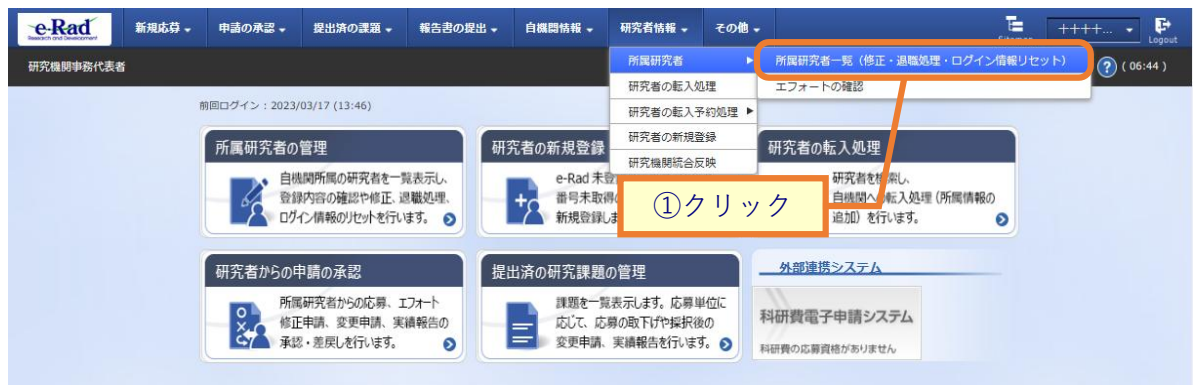 e-Rad
Research and Development
新規応募
申請の承認
提出済の課題
報告書の提出
自機関情報
研究者情報
その他
++++...
Logout
研究機関事務代表者
所属研究者
所属研究者一覧（修正・退職処理・ログイン情報リセット）
? ( 06:44 )
研究者の転入処理
エフォートの確認
研究者の転入予約処理
研究者の新規登録
研究機関統合反映
前回ログイン : 2023/03/17 (13:46)
所属研究者の管理
自機関所属の研究者を一覧表示し、
登録内容の確認や修正、退職処理、
ログイン情報のリセットを行います。
研究者の新規登録
e-Rad 未登
番号未取得の
新規登録しま
研究者の転入処理
研究者を検索し、
自機関への転入処理 (所属情報の
追加) を行います。
①クリック
研究者からの申請の承認
所属研究者からの応募、エフォート
修正申請、変更申請、実績報告の
承認・差戻しを行います。
提出済の研究課題の管理
課題を一覧表示します。応募単位に
応じて、応募の取下げや採択後の
変更申請、実績報告を行います。
外部連携システム
科研費電子申請システム
科研費の応募資格がありません